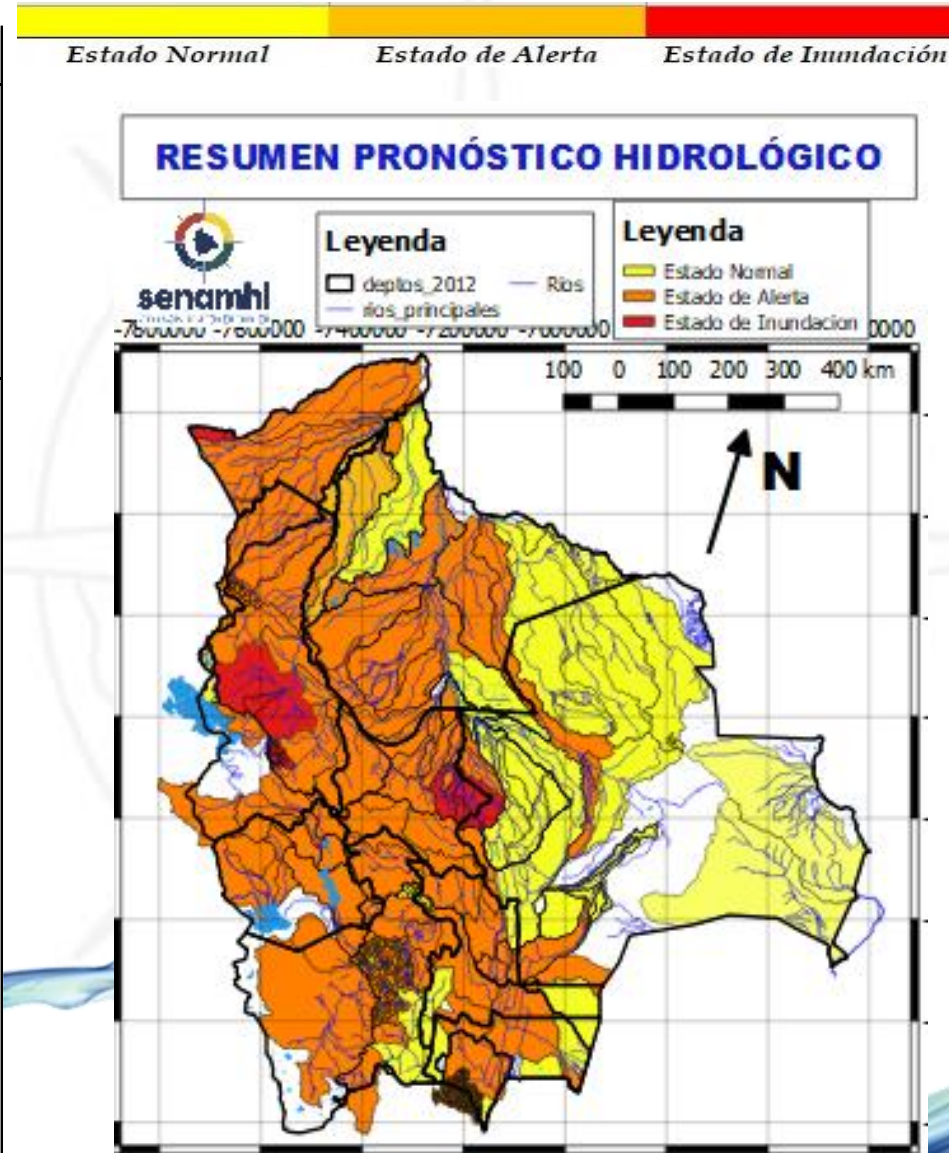 Estado Normal Estado de Alerta Estado de Inundación
RESUMEN PRONÓSTICO HIDROLÓGICO
senamhi
Leyenda
deptos_2012 Rios
rios_principales
Leyenda
Estado Normal
Estado de Alerta
Estado de Inundacion
-7800000 -7600000 -7400000 -7200000 -7000000
100 0 100 200 300 400 km
N